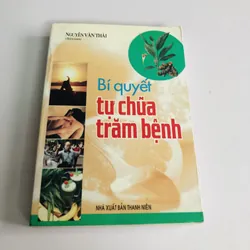 NGUYỄN VĂN THÁI
Bí quyết
tự chữa
trăm bệnh
NHÀ XUẤT BẢN THANH NIÊN